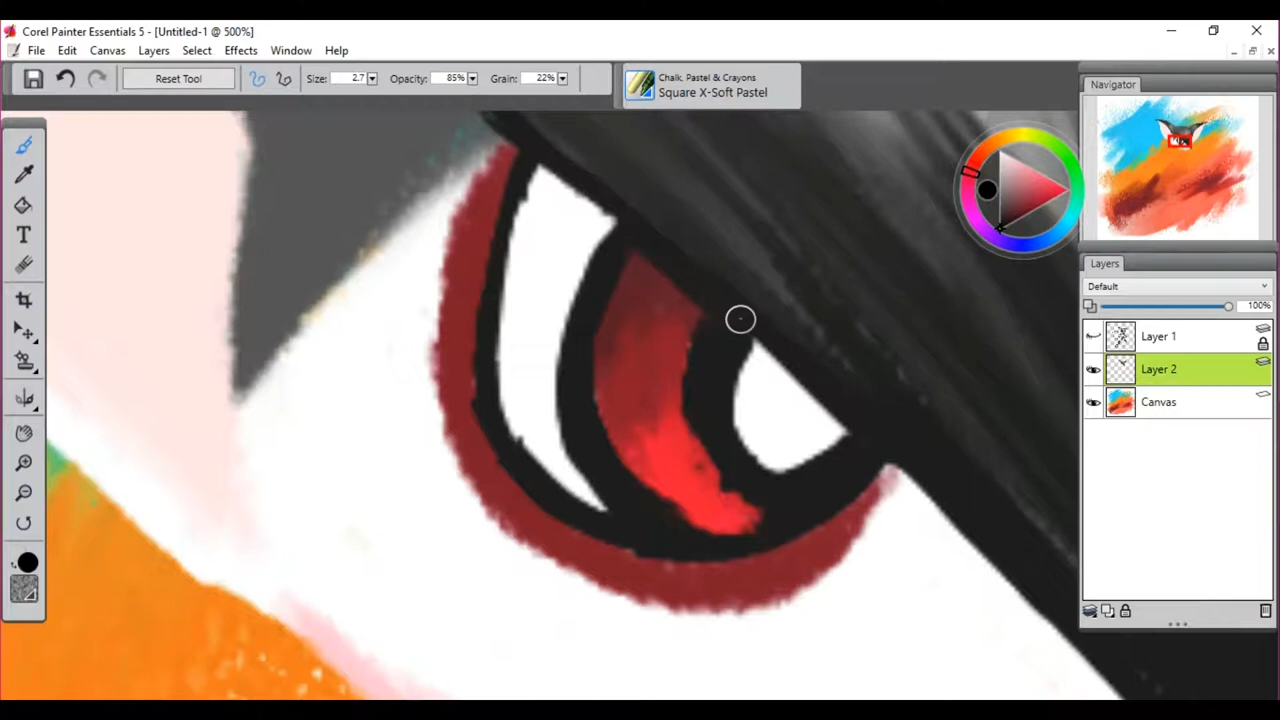 Corel Painter Essentials 5 - [Untitled-1 @ 500%]
File Edit Canvas Layers Select Effects Window Help
Reset Tool Size: 2.7 Opacity: 85% Grain: 22%
Chalk, Pastel & Crayons
Square X-Soft Pastel
Navigator
Layers
Default
100%
Layer 1
Layer 2
Canvas
T